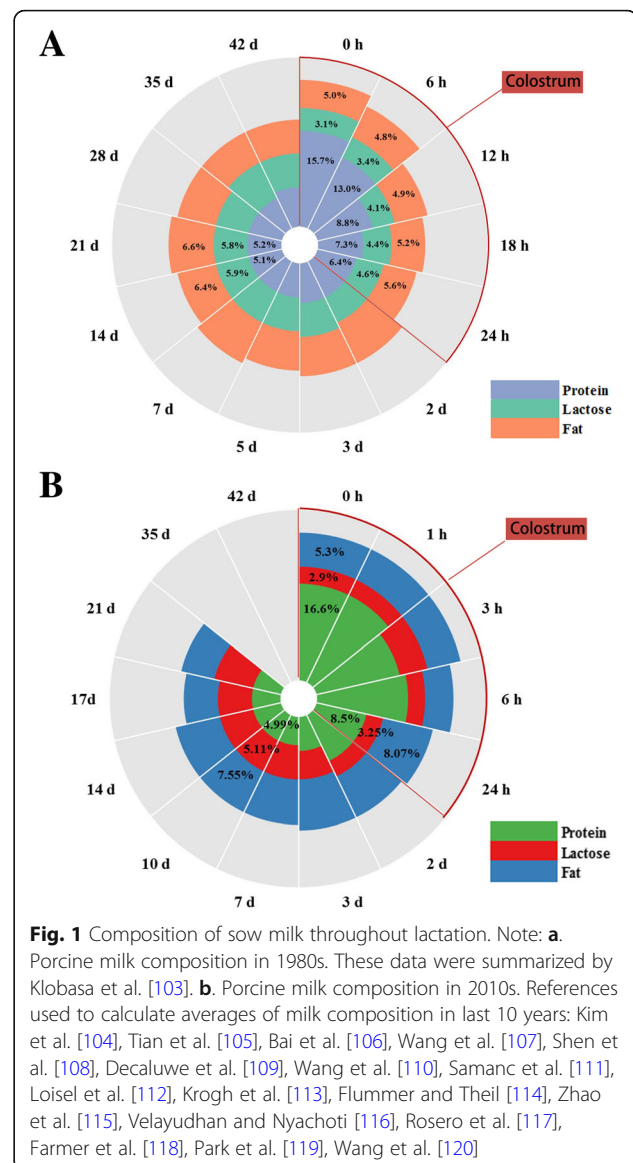 A
42 d
0 h
35 d
6 h
Colostrum
28 d
12 h
21 d
18 h
14 d
24 h
7 d
2 d
5 d
3 d
5.0%
3.1%
15.7%
4.8%
3.4%
13.0%
4.9%
4.1%
8.8%
6.6%
5.8%
5.2%
7.3%
4.4%
5.2%
6.4%
5.9%
5.1%
6.4%
4.6%
5.6%
Protein
Lactose
Fat
B
42 d
0 h
35 d
1 h
Colostrum
21 d
3 h
17d
6 h
14 d
24 h
10 d
2 d
7 d
3 d
5.3%
2.9%
16.6%
4.99%
5.11%
7.55%
8.5%
3.25%
8.07%
Protein
Lactose
Fat
Fig. 1 Composition of sow milk throughout lactation. Note: a.
Porcine milk composition in 1980s. These data were summarized by
Klobasa et al. [103]. b. Porcine milk composition in 2010s. References
used to calculate averages of milk composition in last 10 years: Kim
et al. [104], Tian et al. [105], Bai et al. [106], Wang et al. [107], Shen et
al. [108], Decaluwe et al. [109], Wang et al. [110], Samanc et al. [111],
Loisel et al. [112], Krogh et al. [113], Flummer and Theil [114], Zhao
et al. [115], Velayudhan and Nyachoti [116], Rosero et al. [117],
Farmer et al. [118], Park et al. [119], Wang et al. [120]